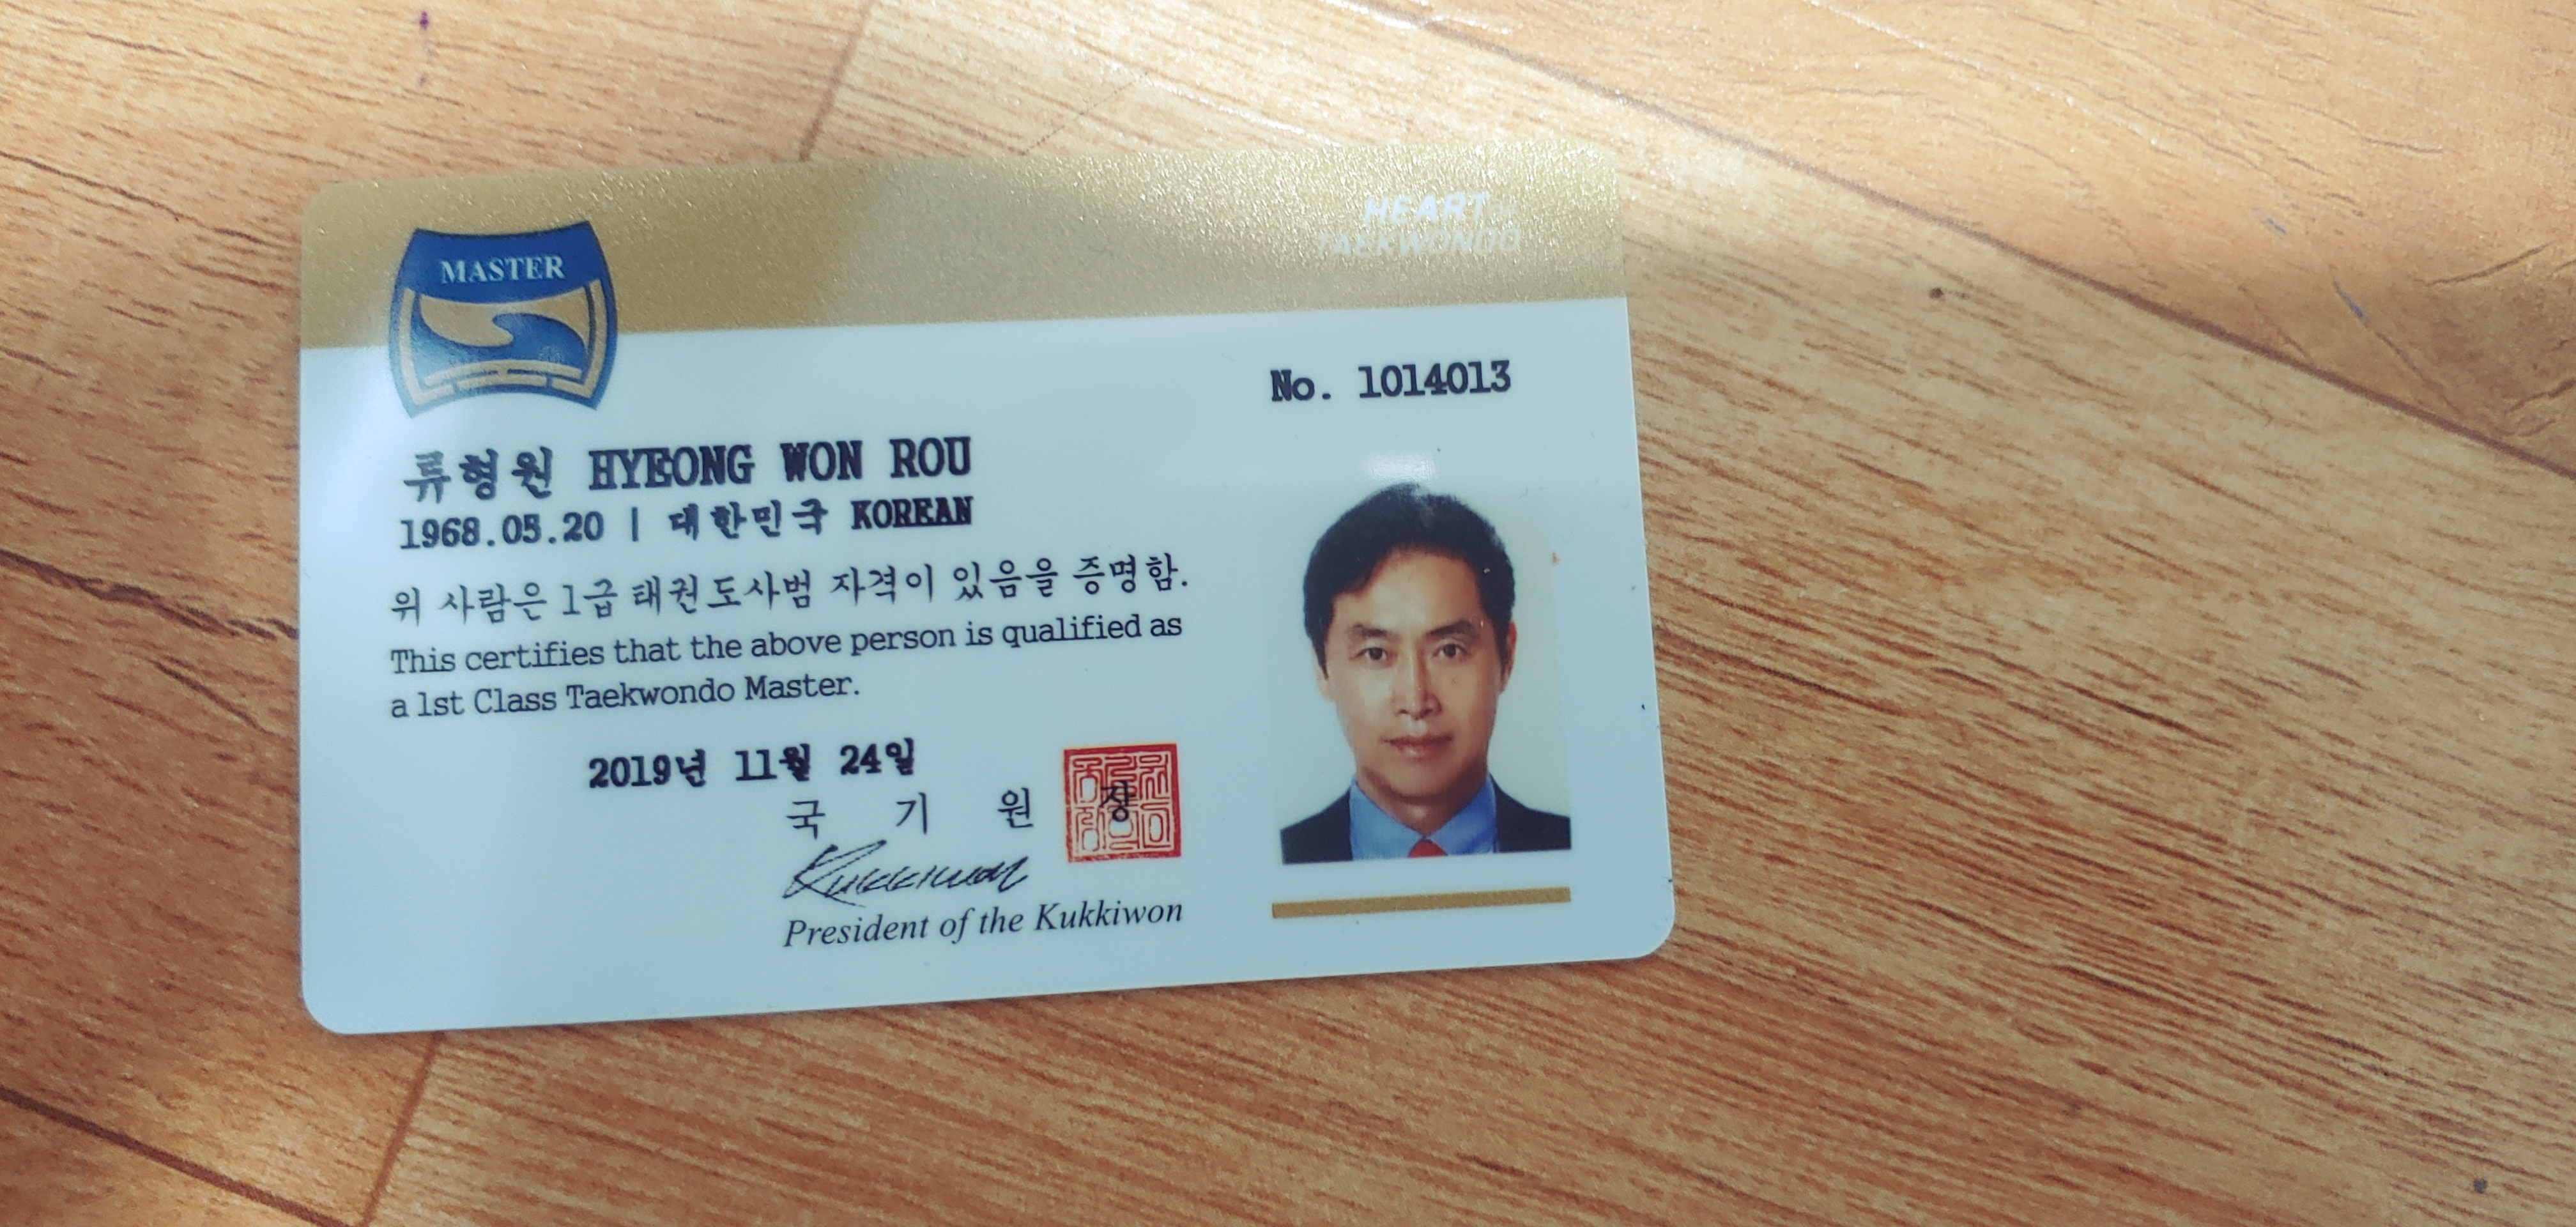 MASTER
HEART OF
TAEKWONDO
No. 1014013
류형원 HYEONG WON ROU
1968.05.20 | 대한민국 KOREAN
위 사람은 1급 태권도사범 자격이 있음을 증명함.
This certifies that the above person is qualified as
a 1st Class Taekwondo Master.
2019년 11월 24일
국 기 원 장
Kukkiwon
President of the Kukkiwon